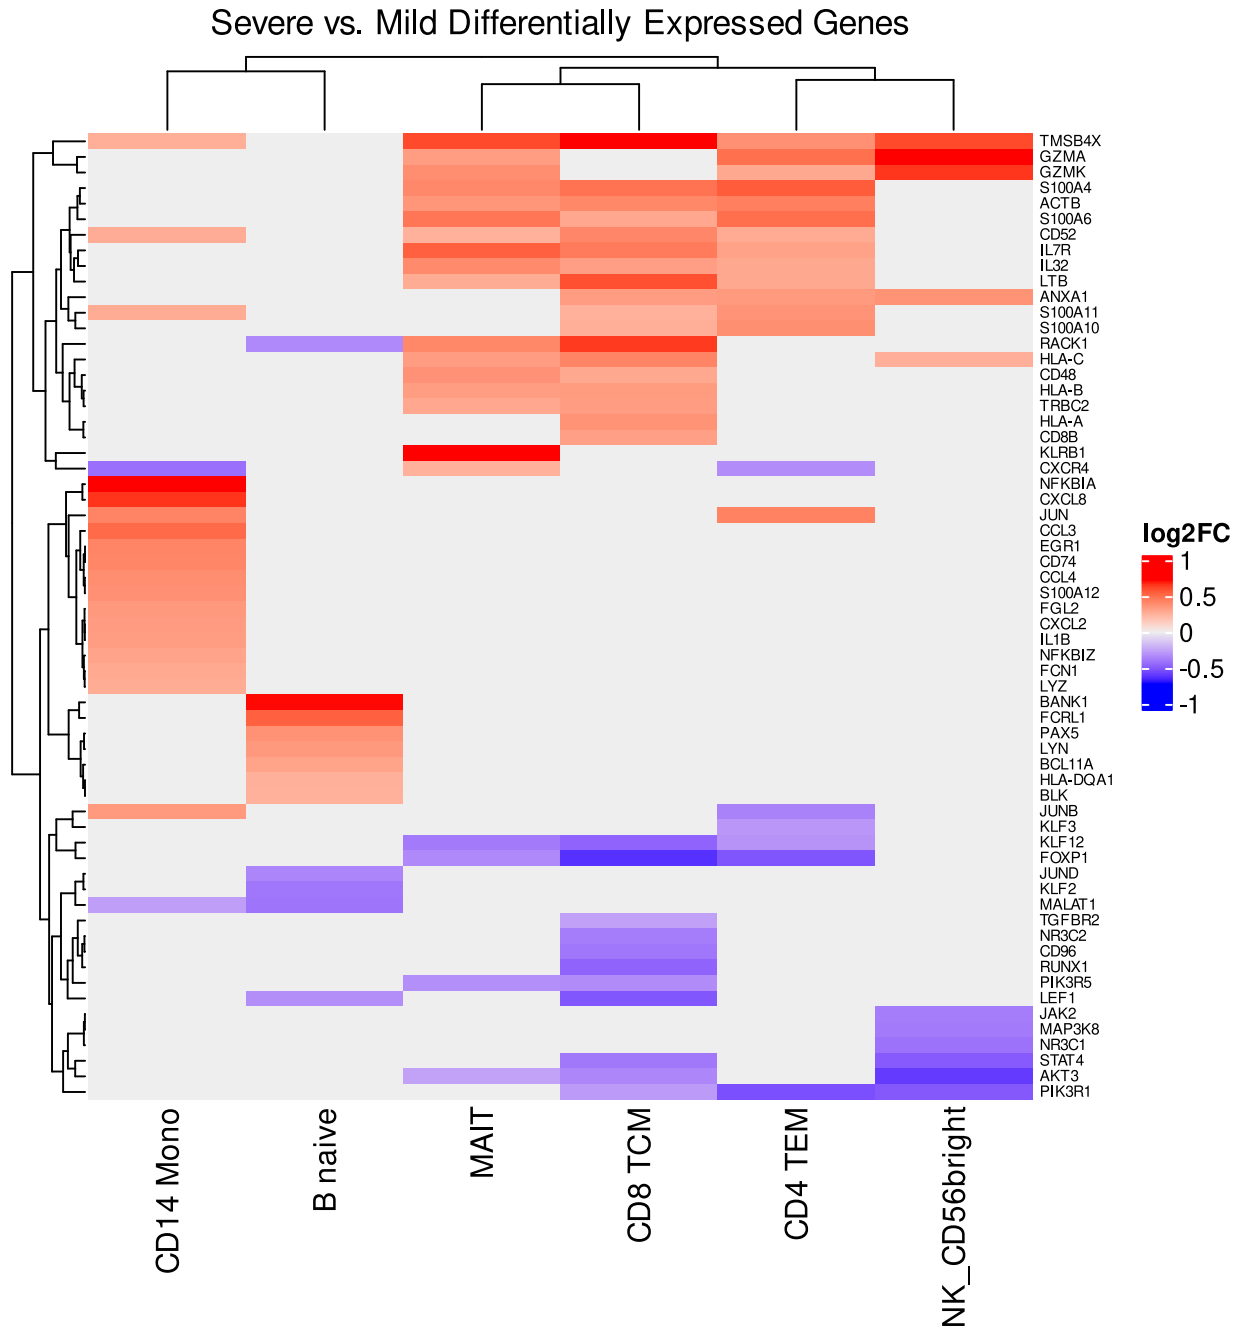 Severe vs. Mild Differentially Expressed Genes
TMSB4X
GZMA
GZMK
S100A4
ACTB
S100A6
CD52
IL7R
IL32
LTB
ANXA1
S100A11
S100A10
RACK1
HLA-C
CD48
HLA-B
TRBC2
HLA-A
CD8B
KLRB1
CXCR4
NFKBIA
CXCL8
JUN
CCL3
EGR1
CD74
CCL4
S100A12
FGL2
CXCL2
IL1B
NFKBIZ
FCN1
LYZ
BANK1
FCRL1
PAX5
LYN
BCL11A
HLA-DQA1
BLK
JUNB
KLF3
KLF12
FOXP1
JUND
KLF2
MALAT1
TGFBR2
NR3C2
CD96
RUNX1
PIK3R5
LEF1
JAK2
MAP3K8
NR3C1
STAT4
AKT3
PIK3R1
log2FC
1
0.5
0
-0.5
-1
CD14 Mono
B naive
MAIT
CD8 TCM
CD4 TEM
NK_CD56bright